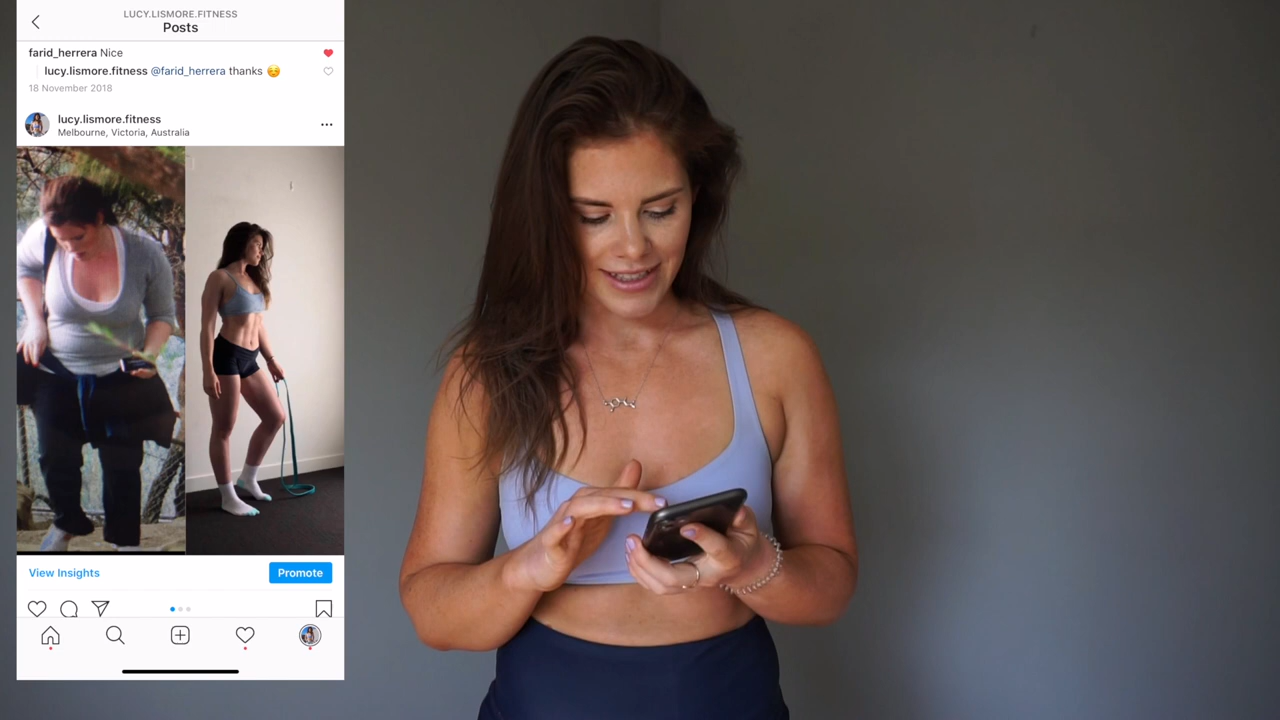 LUCY.LISMORE.FITNESS
Posts
farid_herrera Nice
lucy.lismore.fitness @farid_herrera thanks 😌
18 November 2018
lucy.lismore.fitness
Melbourne, Victoria, Australia
View Insights
Promote